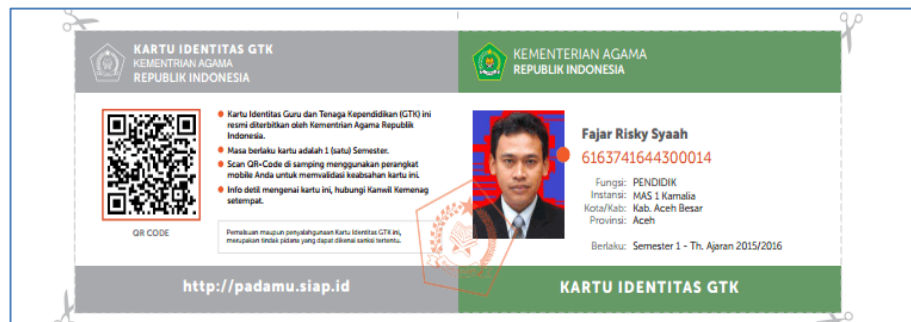 KARTU IDENTITAS GTK
KEMENTRIAN AGAMA
REPUBLIK INDONESIA
QR CODE
Kartu Identitas Guru dan Tenaga Kependidikan (GTK) ini
resmi diterbitkan oleh Kementrian Agama Republik
Indonesia.
Masa berlaku kartu adalah 1 (satu) Semester.
Scan QR-Code di samping menggunakan perangkat
mobile Anda untuk memvalidasi keabsahan kartu ini.
Info detil mengenai kartu ini, hubungi Kanwil Kemenag
setempat.
Pemalsuan maupun penyalahgunaan Kartu Identitas GTK ini,
merupakan tindak pidana yang dapat dikenai sanksi tertentu.
http://padamu.siap.id
KEMENTERIAN AGAMA
REPUBLIK INDONESIA
Fajar Risky Syaah
6163741644300014
Fungsi: PENDIDIK
Instansi: MAS 1 Kamalia
Kota/Kab: Kab. Aceh Besar
Provinsi: Aceh
Berlaku: Semester 1 - Th. Ajaran 2015/2016
KARTU IDENTITAS GTK